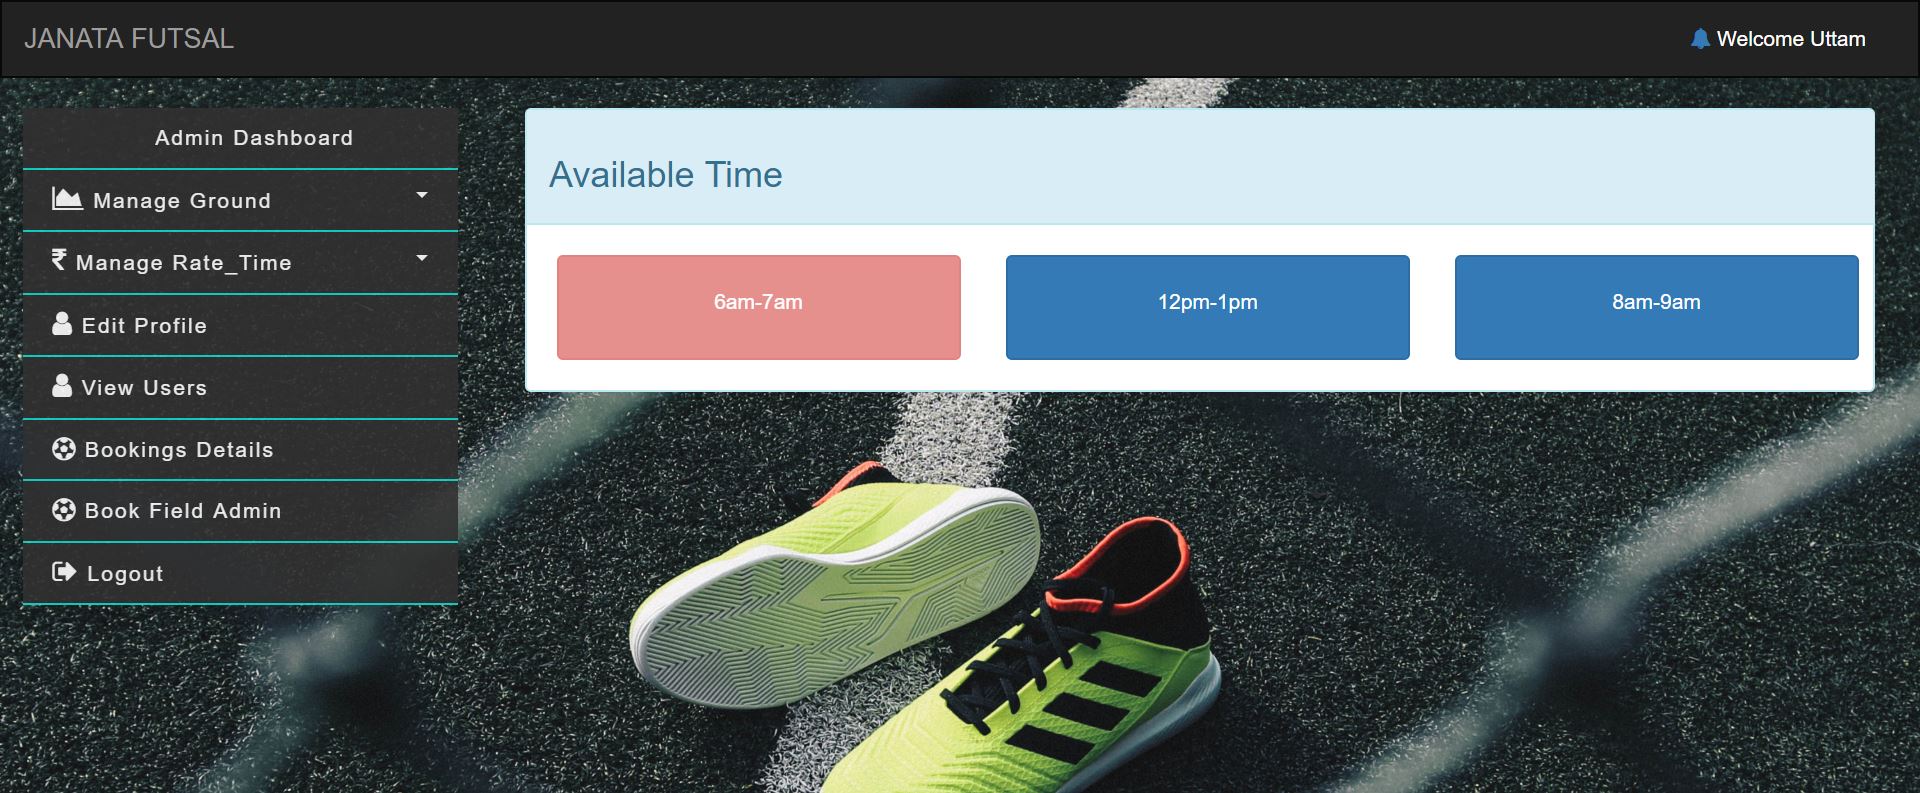 JANATA FUTSAL
Welcome Uttam
Admin Dashboard
Manage Ground
₹ Manage Rate_Time
Edit Profile
View Users
Bookings Details
Book Field Admin
Logout
Available Time
6am-7am
12pm-1pm
8am-9am